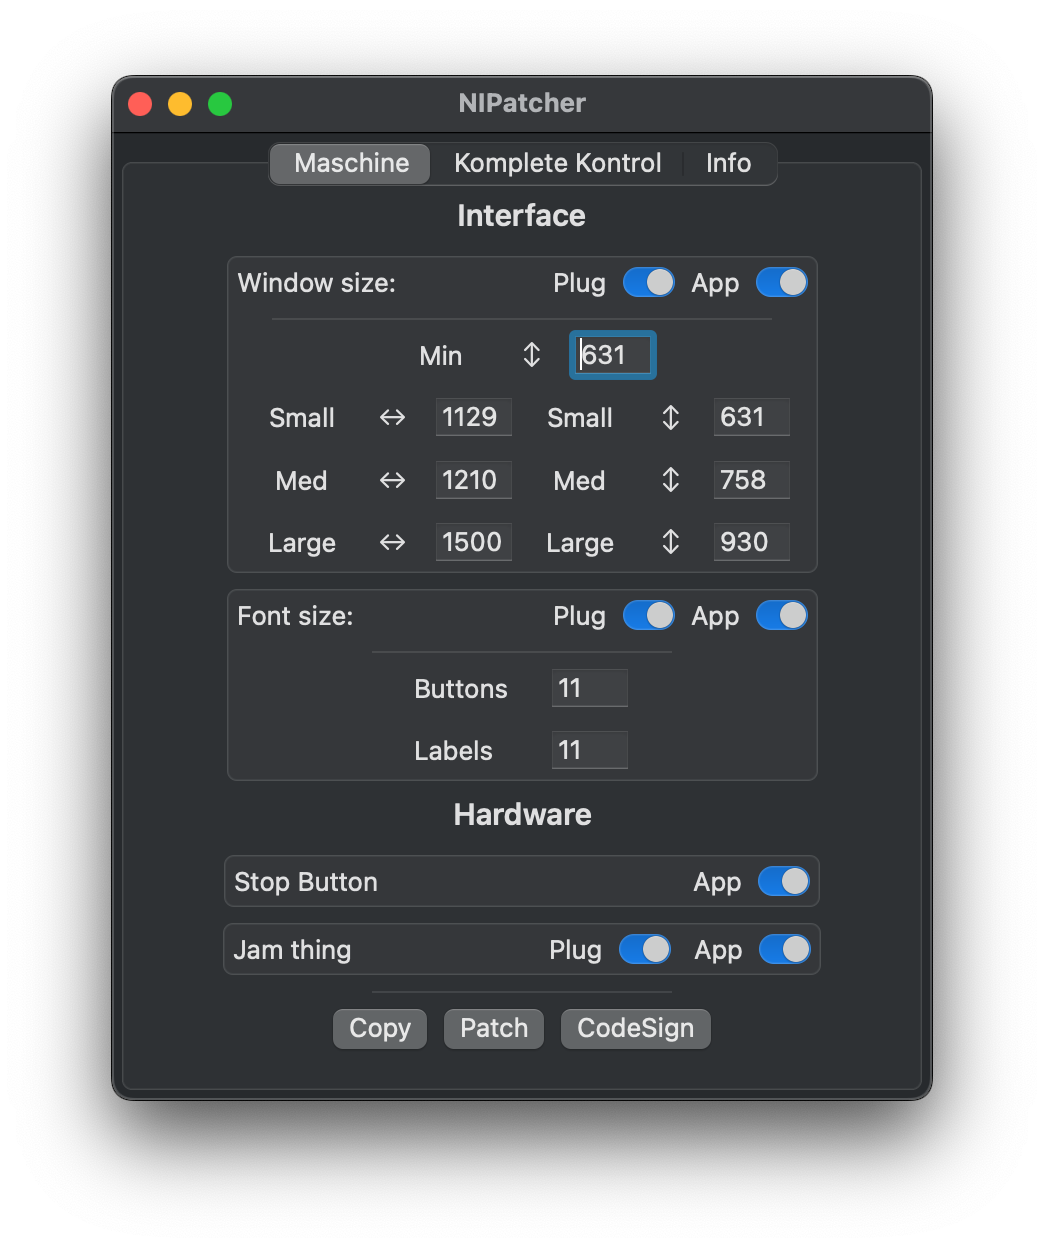 NIPatcher
Maschine Komplete Kontrol Info
Interface
Window size: Plug App
Min 631
Small 1129 Small 631
Med 1210 Med 758
Large 1500 Large 930
Font size: Plug App
Buttons 11
Labels 11
Hardware
Stop Button App
Jam thing Plug App
Copy Patch CodeSign